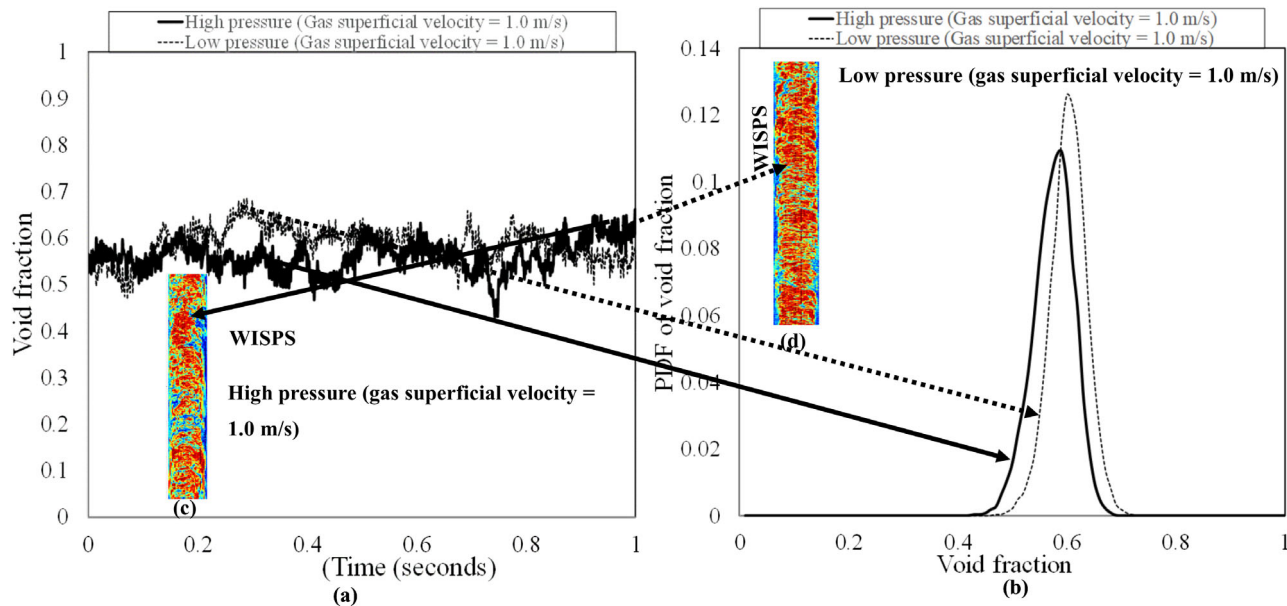 High pressure (Gas superficial velocity = 1.0 m/s)
Low pressure (Gas superficial velocity = 1.0 m/s)
1
0.9
0.8
0.7
0.6
0.5
0.4
0.3
0.2
0.1
0
Void fraction
0 0.2 0.4 0.6 0.8 1
(Time (seconds)
(a)
WISPS
High pressure (gas superficial velocity =
1.0 m/s)
(c)
High pressure (Gas superficial velocity = 1.0 m/s)
Low pressure (Gas superficial velocity = 1.0 m/s)
0.14
0.12
0.1
0.08
0.06
0.04
0.02
0
PDF of void fraction
Low pressure (gas superficial velocity = 1.0 m/s)
WISPS
(d)
0 0.2 0.4 0.6 0.8 1
Void fraction
(b)